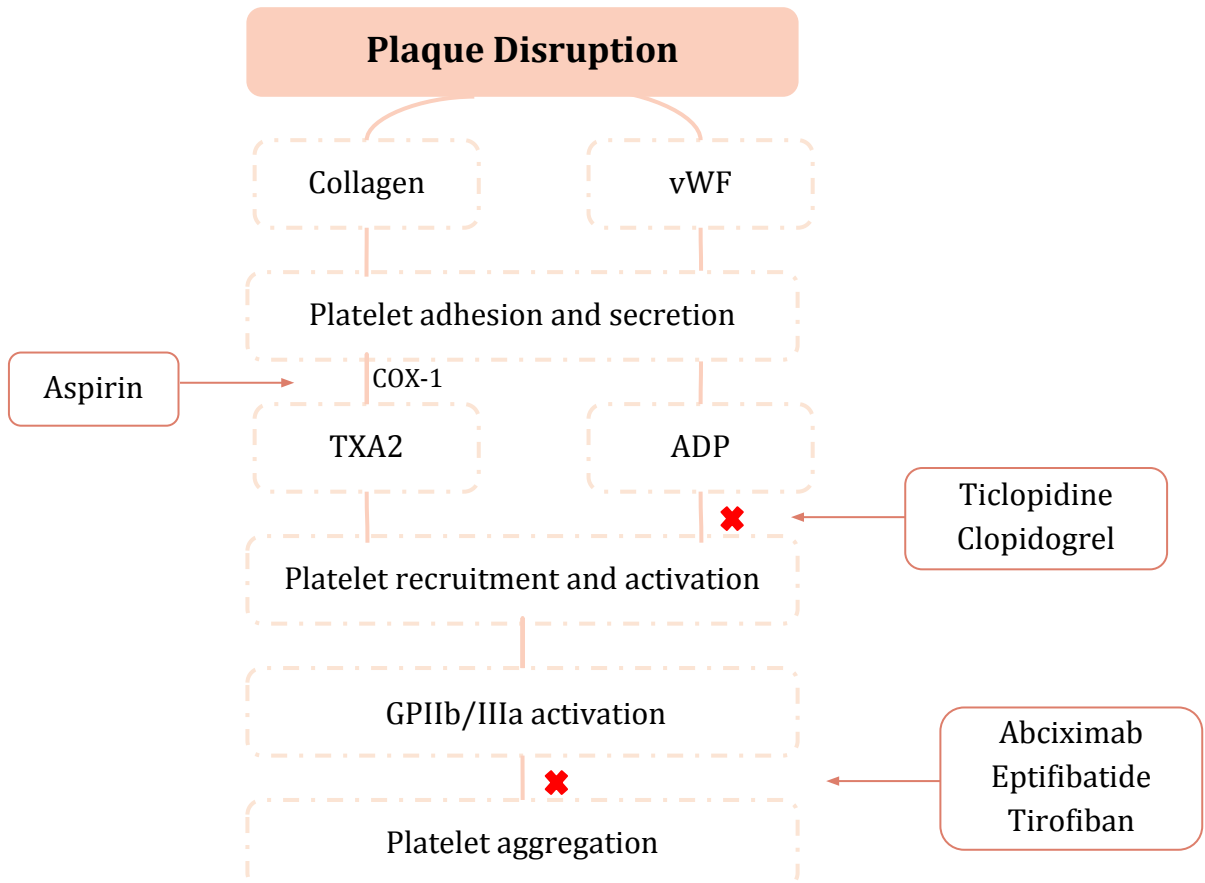 Plaque Disruption
Collagen
vWF
Platelet adhesion and secretion
Aspirin
COX-1
TXA2
ADP
Ticlopidine
Clopidogrel
Platelet recruitment and activation
GPIIb/IIIa activation
Abciximab
Eptifibatide
Tirofiban
Platelet aggregation